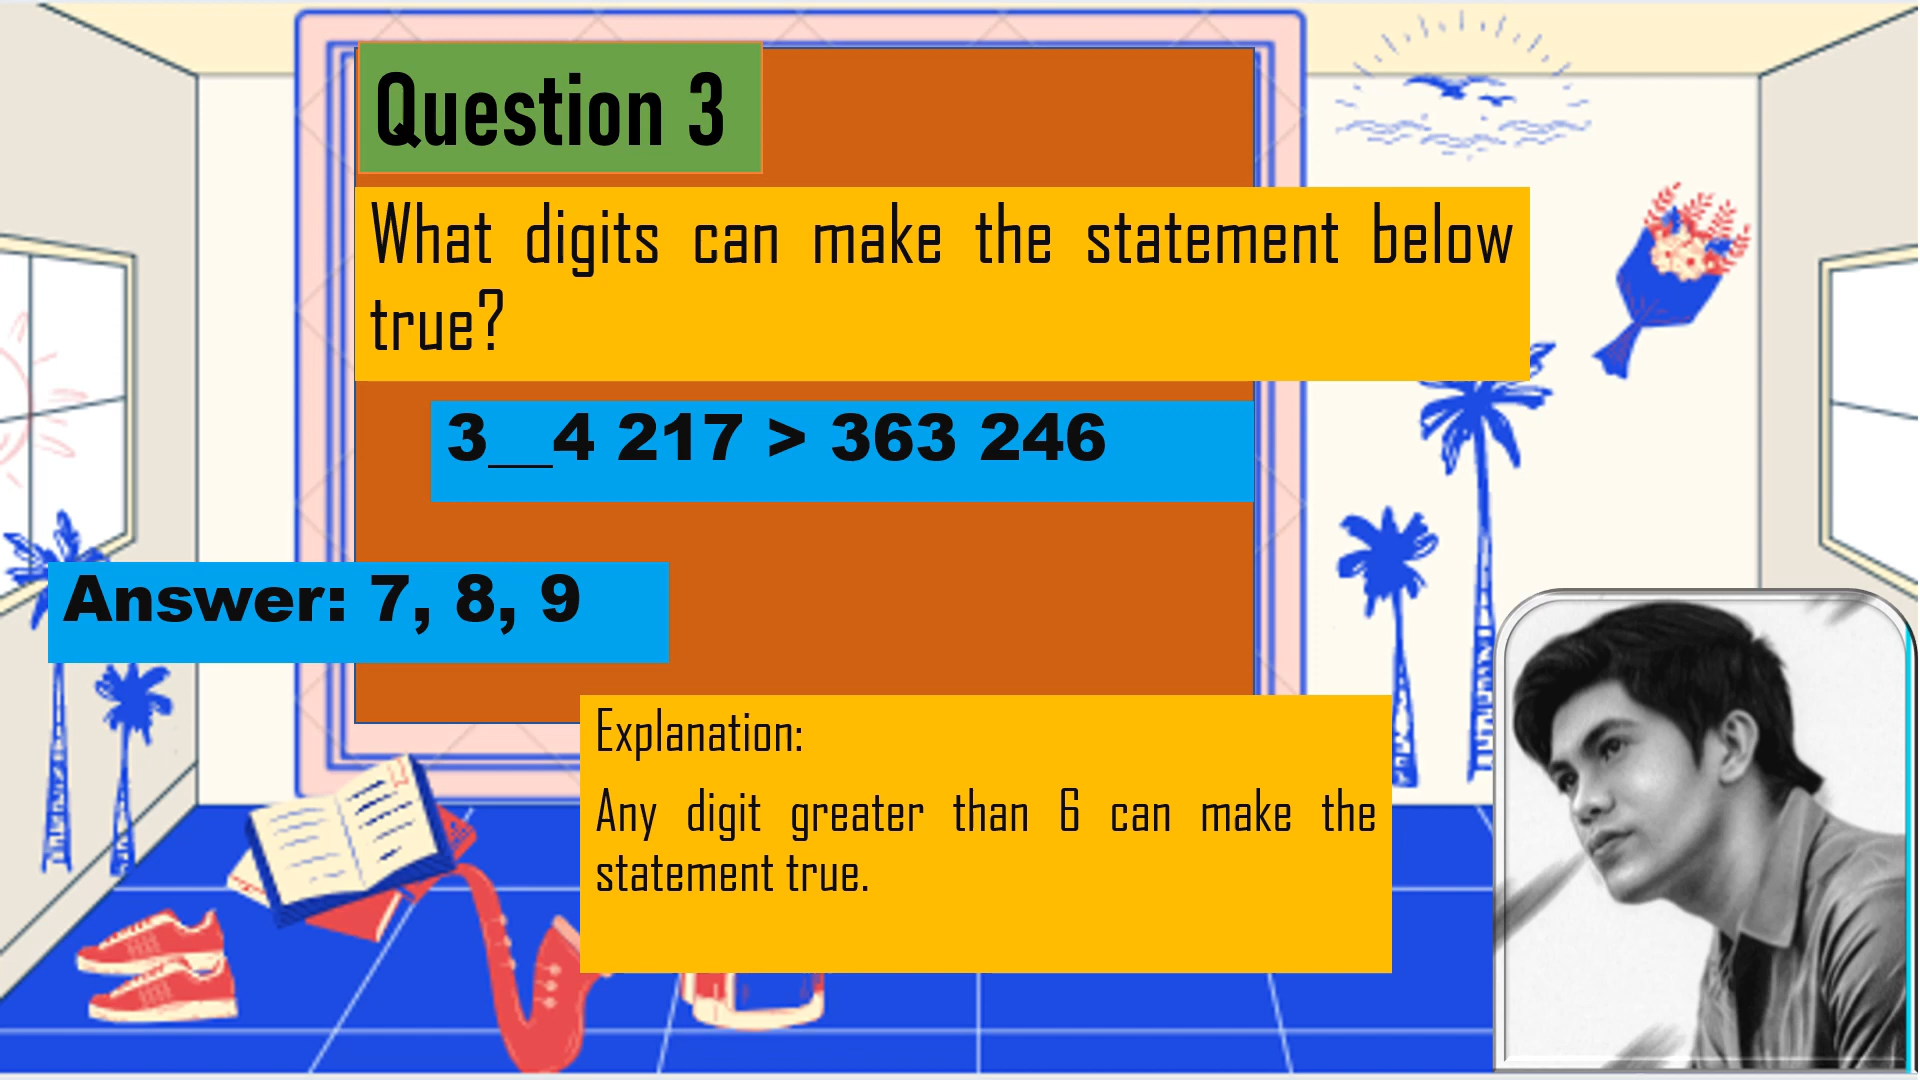 Question 3
What digits can make the statement below
true?
3__4 217 > 363 246
Answer: 7, 8, 9
Explanation:
Any digit greater than 6 can make the
statement true.